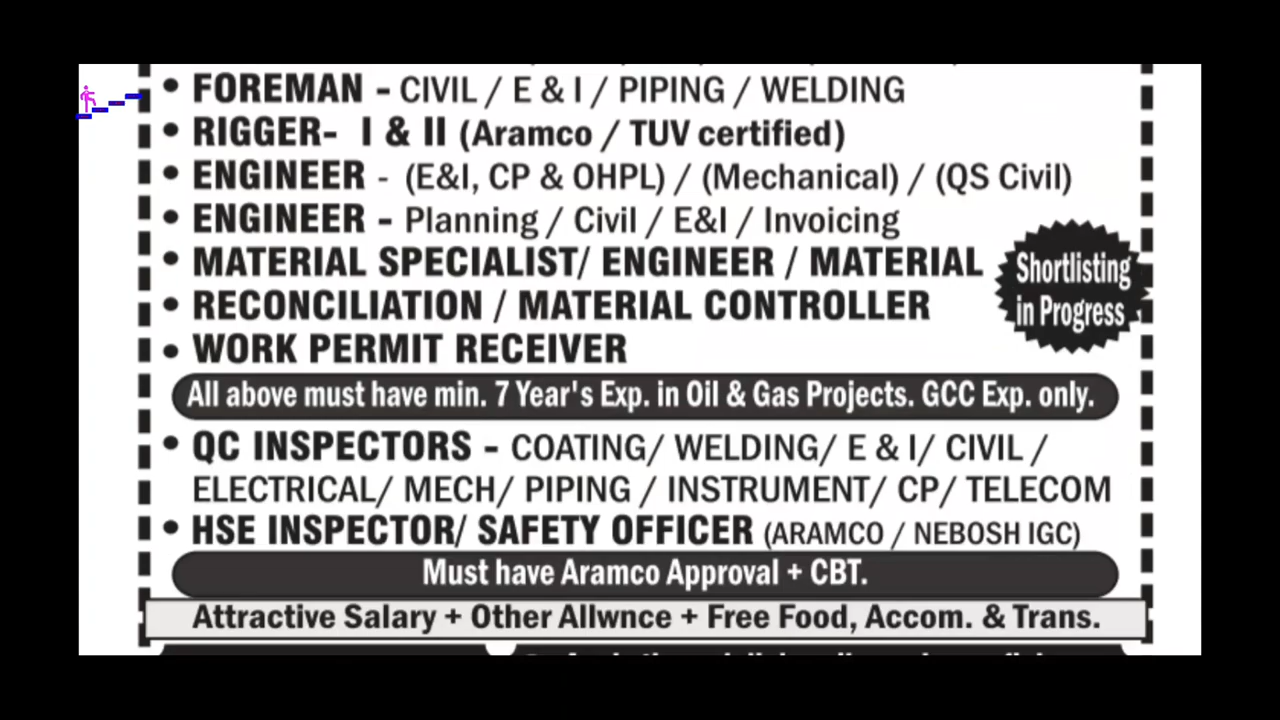 • FOREMAN - CIVIL / E & I / PIPING / WELDING
• RIGGER- I & II (Aramco / TUV certified)
• ENGINEER - (E&I, CP & OHPL) / (Mechanical) / (QS Civil)
• ENGINEER - Planning / Civil / E&I / Invoicing
• MATERIAL SPECIALIST/ ENGINEER / MATERIAL
• RECONCILIATION / MATERIAL CONTROLLER
• WORK PERMIT RECEIVER
Shortlisting
in Progress
All above must have min. 7 Year's Exp. in Oil & Gas Projects. GCC Exp. only.
• QC INSPECTORS - COATING/ WELDING/ E & I/ CIVIL /
ELECTRICAL/ MECH/ PIPING / INSTRUMENT/ CP/ TELECOM
• HSE INSPECTOR/ SAFETY OFFICER (ARAMCO / NEBOSH IGC)
Must have Aramco Approval + CBT.
Attractive Salary + Other Allwnce + Free Food, Accom. & Trans.